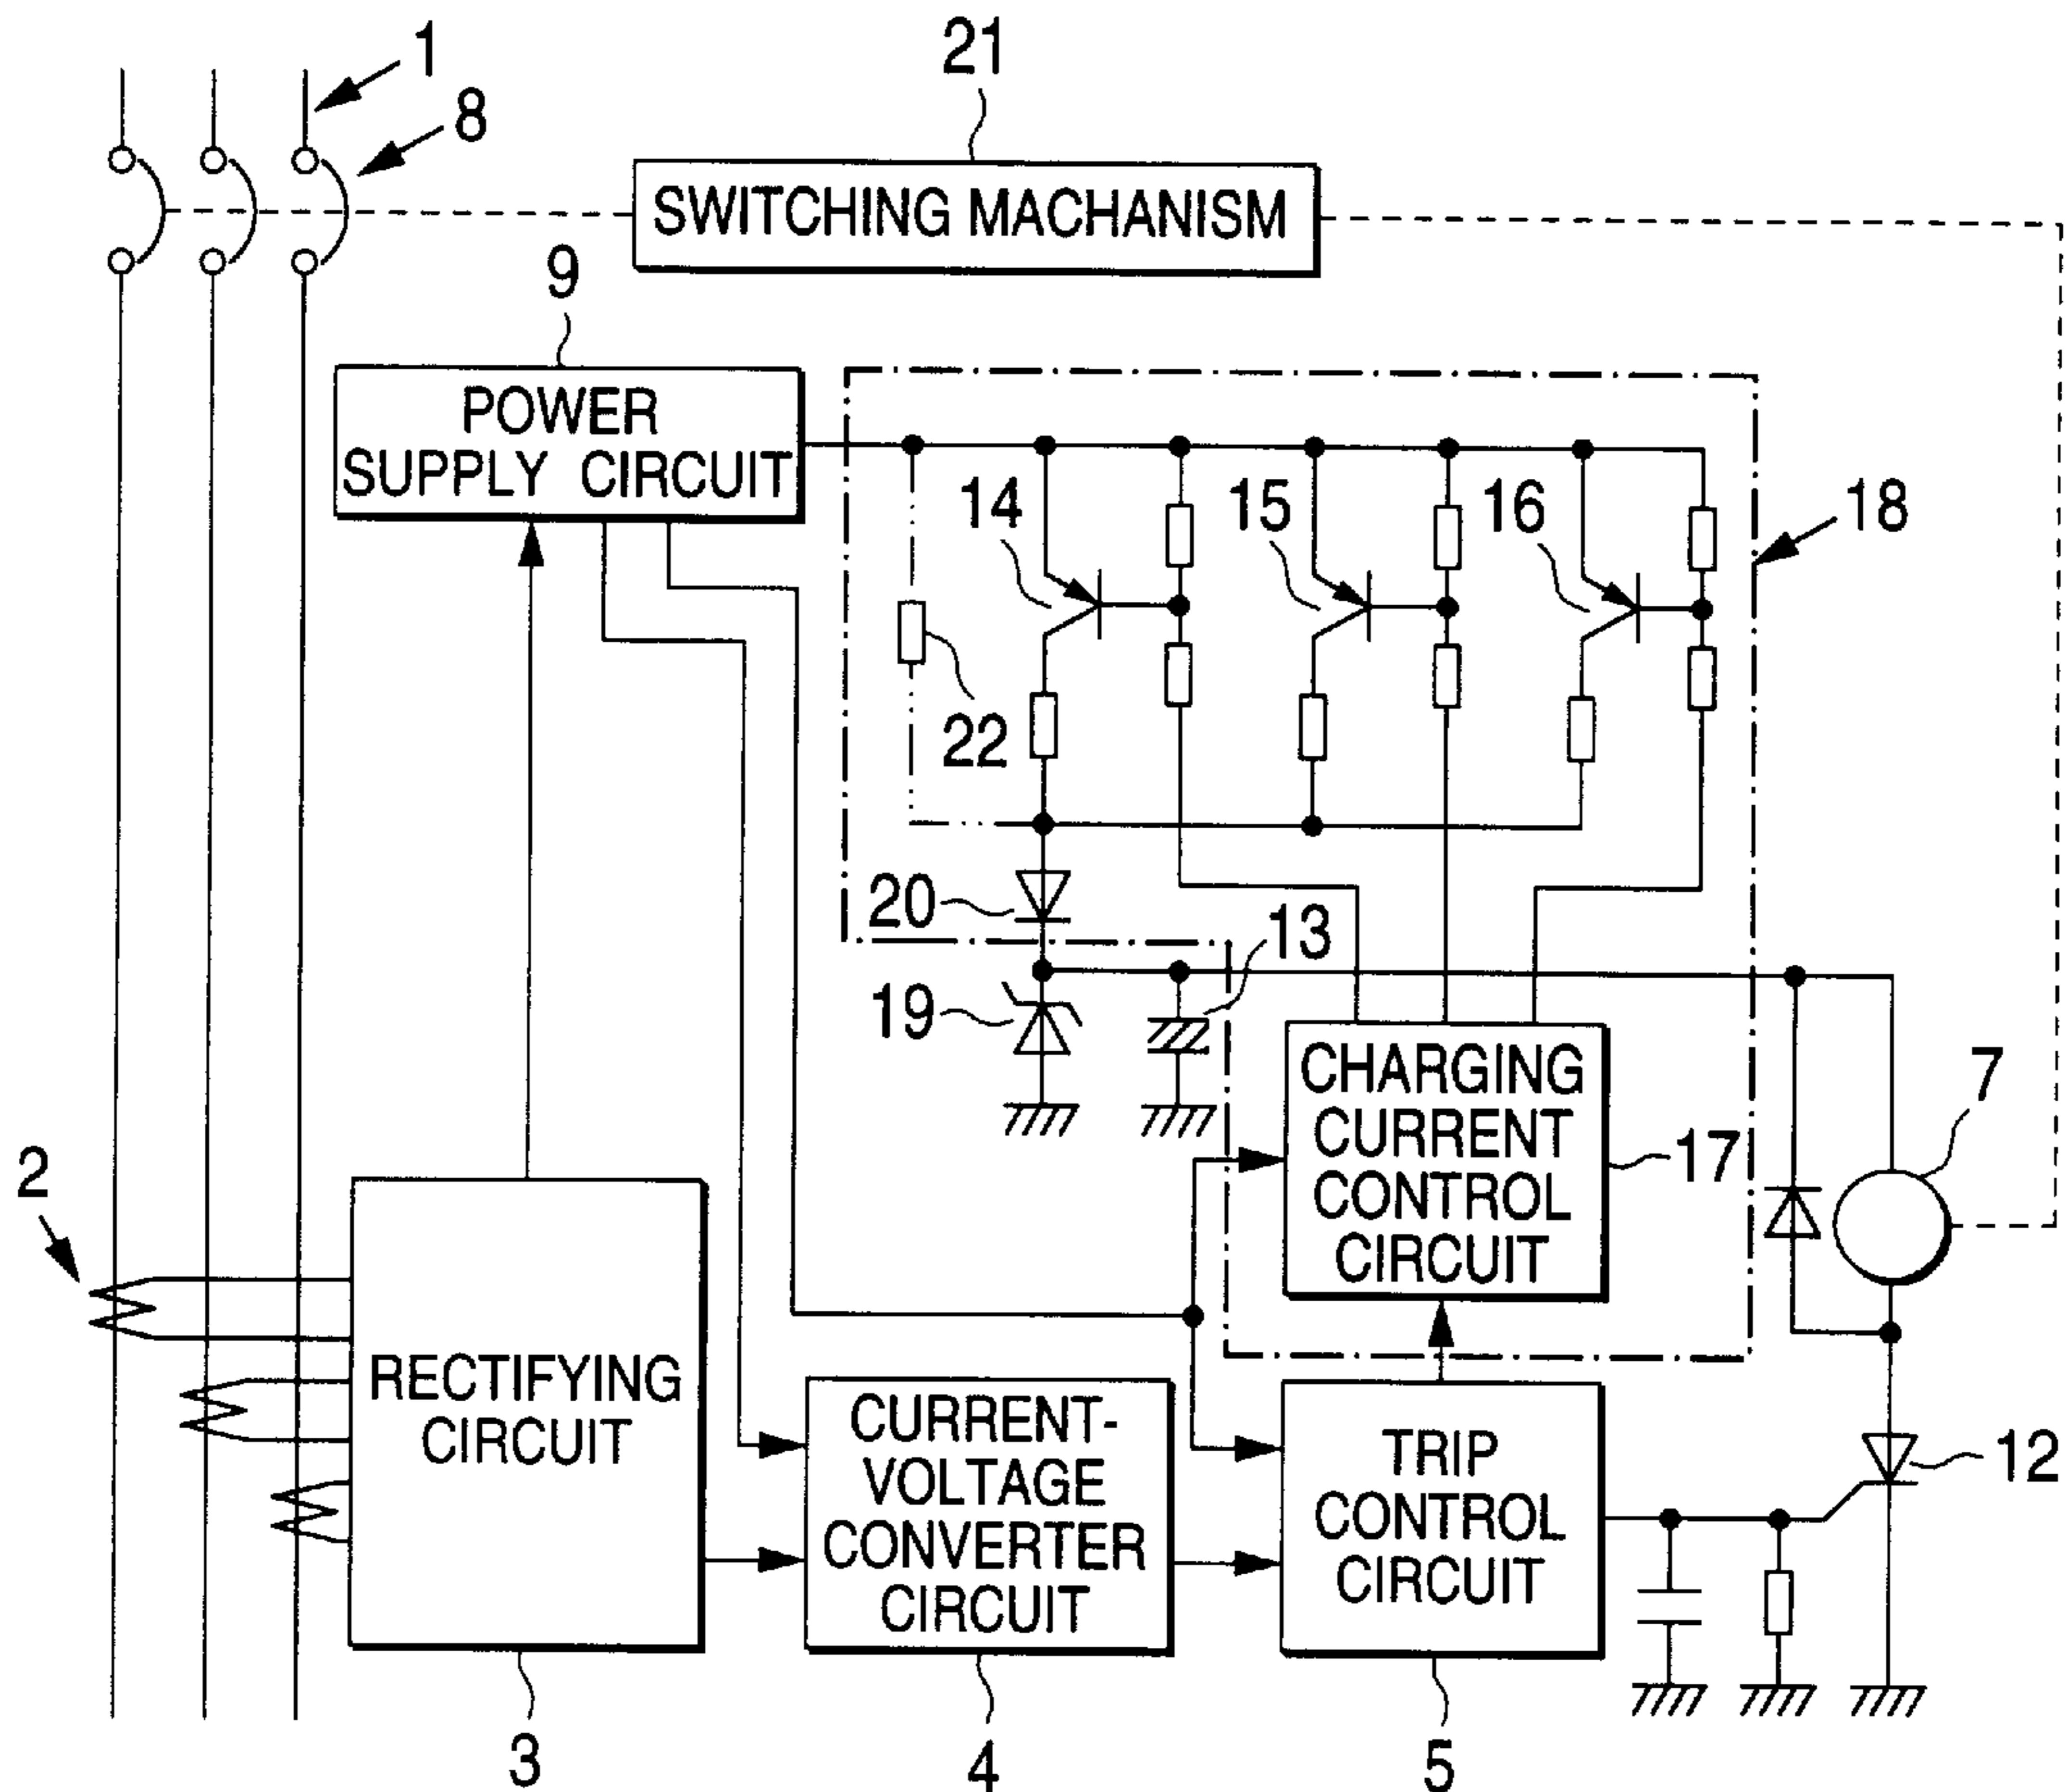 1
21
8
SWITCHING MACHANISM
9
POWER
SUPPLY CIRCUIT
14
15
16
18
22
20
13
19
CHARGING
CURRENT
CONTROL
CIRCUIT
7
17
2
RECTIFYING
CIRCUIT
CURRENT-
VOLTAGE
CONVERTER
CIRCUIT
TRIP
CONTROL
CIRCUIT
12
3
4
5